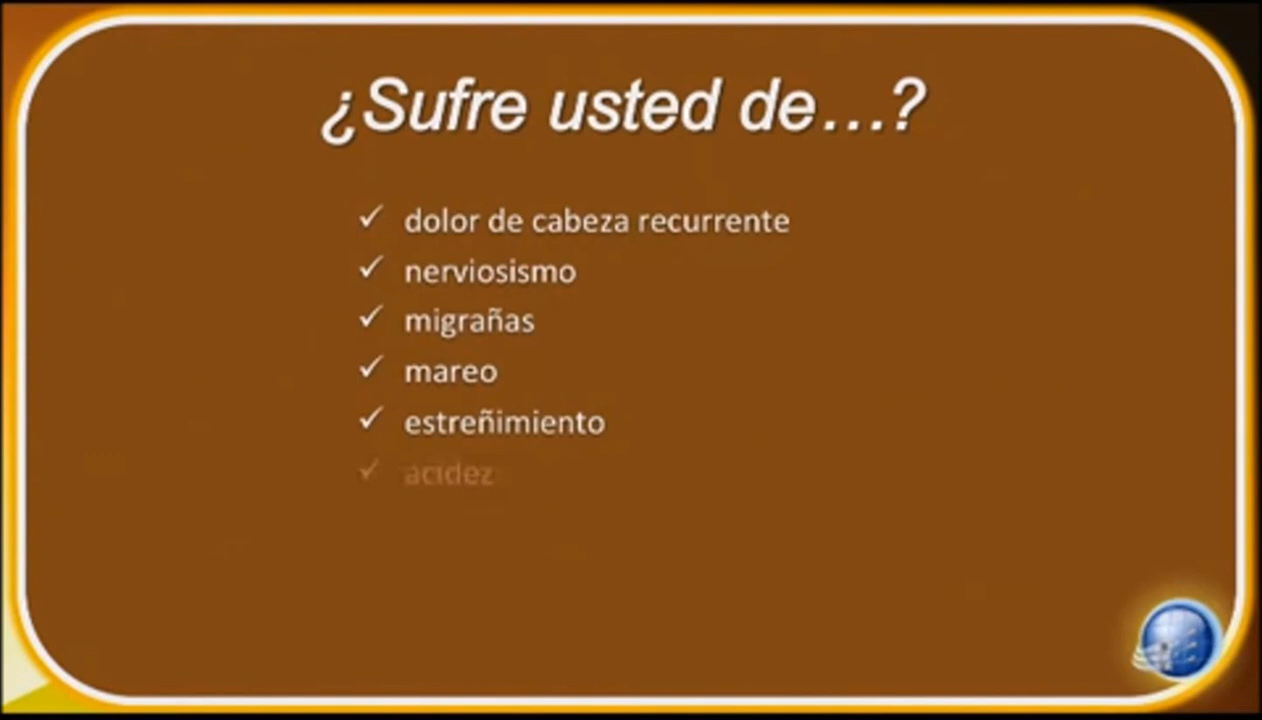 ¿Sufre usted de...?
✓ dolor de cabeza recurrente
✓ nerviosismo
✓ migrañas
✓ mareo
✓ estreñimiento
✓ acidez